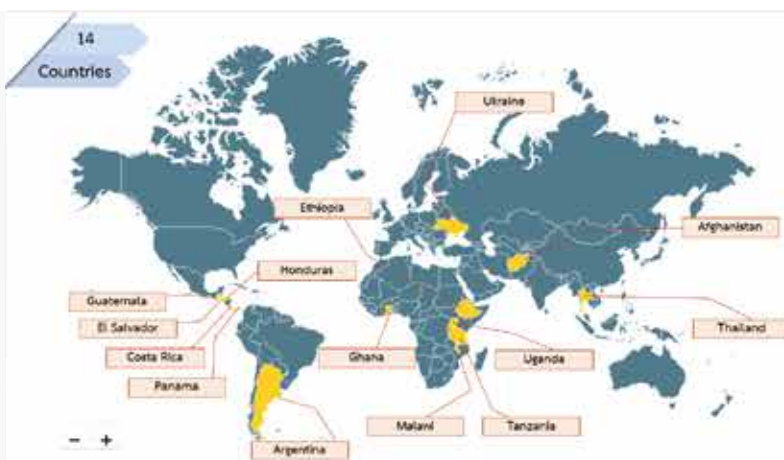 14
Countries
Ukraine
Ethiopia
Afghanistan
Honduras
Guatemala
El Salvador
Thailand
Costa Rica
Ghana
Uganda
Panama
Malawi
Tanzania
Argentina
− +